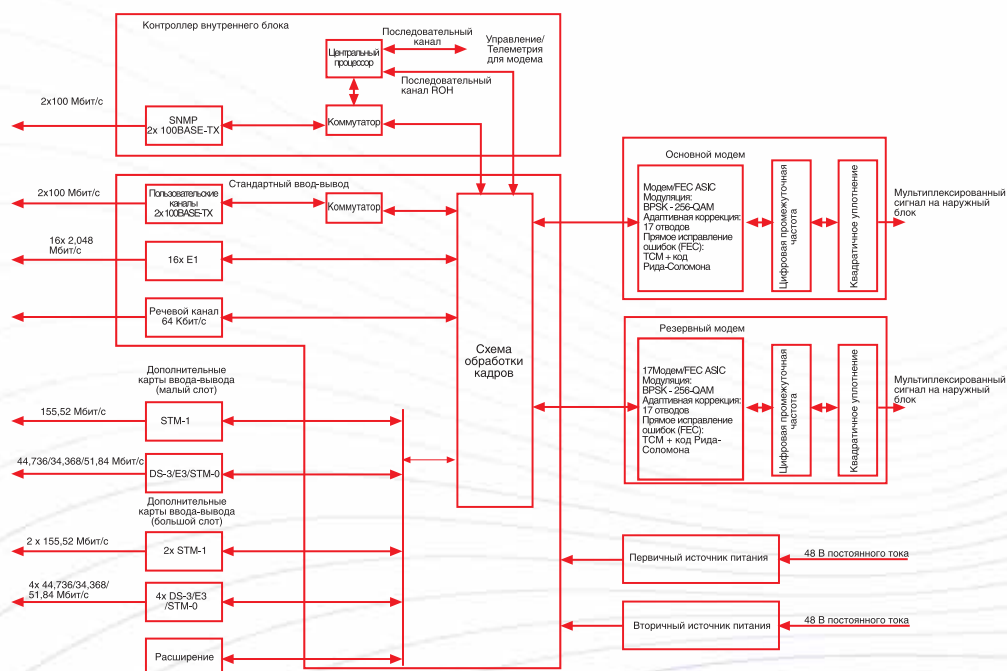 Контроллер внутреннего блока
Последовательный
канал
Управление/
Телеметрия
для модема
Центральный
процессор
Последовательный
канал ROH
2x100 Мбит/с
SNMP
2x 100BASE-TX
Коммутатор
Стандартный ввод-вывод
2x100 Мбит/с
Пользовательские
каналы
2x 100BASE-TX
Коммутатор
16x 2,048
Мбит/с
16x E1
Речевой канал
64 Кбит/с
Схема
обработки
кадров
Дополнительные
карты ввода-вывода
(малый слот)
155,52 Мбит/с
STM-1
44,736/34,368/51,84 Мбит/с
DS-3/E3/STM-0
Дополнительные
карты ввода-вывода
(большой слот)
2 x 155,52 Мбит/с
2x STM-1
4x 44,736/34,368/
51,84 Мбит/с
4x DS-3/E3
/STM-0
Расширение
Основной модем
Модем/FEC ASIC
Модуляция:
BPSK - 256-QAM
Адаптивная коррекция:
17 отводов
Прямое исправление
ошибок (FEC):
TCM + код
Рида-Соломона
Цифровая промежуточная
частота
Квадратичное уплотнение
Мультиплексированный
сигнал на наружный
блок
Резервный модем
17Модем/FEC ASIC
Модуляция:
BPSK - 256-QAM
Адаптивная коррекция:
17 отводов
Прямое исправление
ошибок (FEC):
TCM + код Рида-
Соломона
Цифровая промежуточная
частота
Квадратичное уплотнение
Мультиплексированный
сигнал на наружный
блок
Первичный источник питания
48 В постоянного тока
Вторичный источник питания
48 В постоянного тока